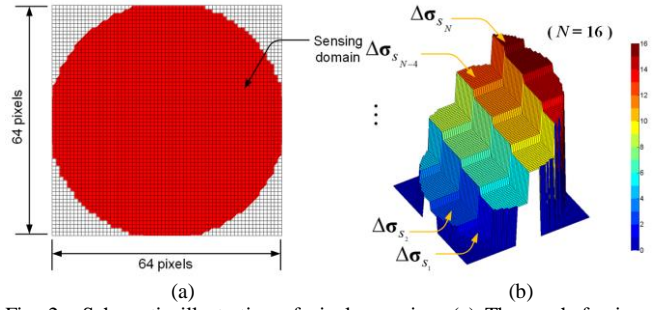 64 pixels
64 pixels
Sensing
domain
(a)
Δσ_{s_N}
Δσ_{s_{N-4}}
(N = 16)
⋮
Δσ_{s_2}
Δσ_{s_1}
16
14
12
10
8
6
4
2
0
(b)